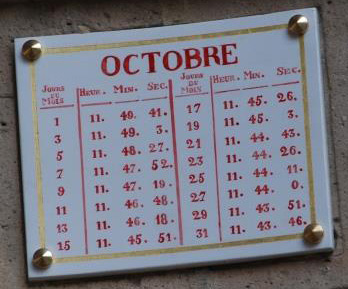 OCTOBRE
Jours du Mois Heur. Min. Sec. Jours du Mois Heur. Min. Sec.
1 11. 49. 41. 17 11. 45. 26.
3 11. 49. 3. 19 11. 45. 3.
5 11. 48. 27. 21 11. 44. 43.
7 11. 47. 52. 23 11. 44. 26.
9 11. 47. 19. 25 11. 44. 11.
11 11. 46. 48. 27 11. 44. 0.
13 11. 46. 18. 29 11. 43. 51.
15 11. 45. 51. 31 11. 43. 46.